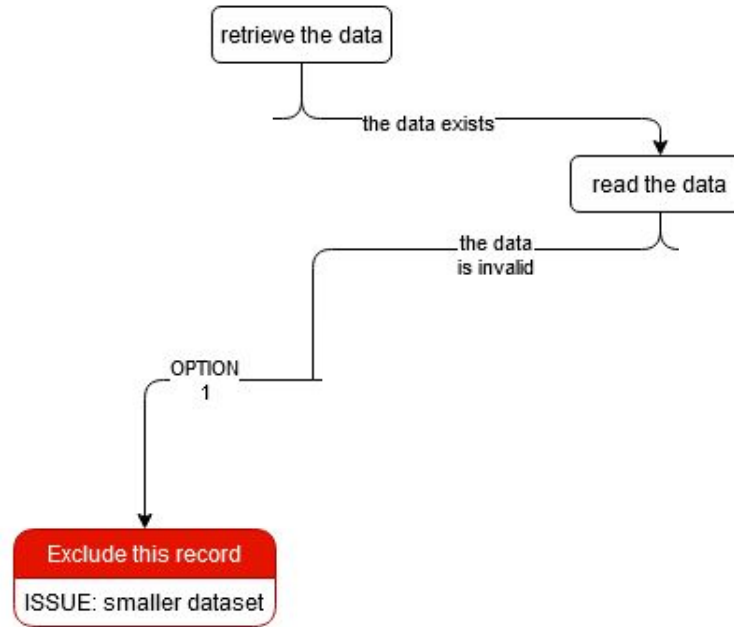 retrieve the data
the data exists
read the data
the data
is invalid
OPTION
1
Exclude this record
ISSUE: smaller dataset